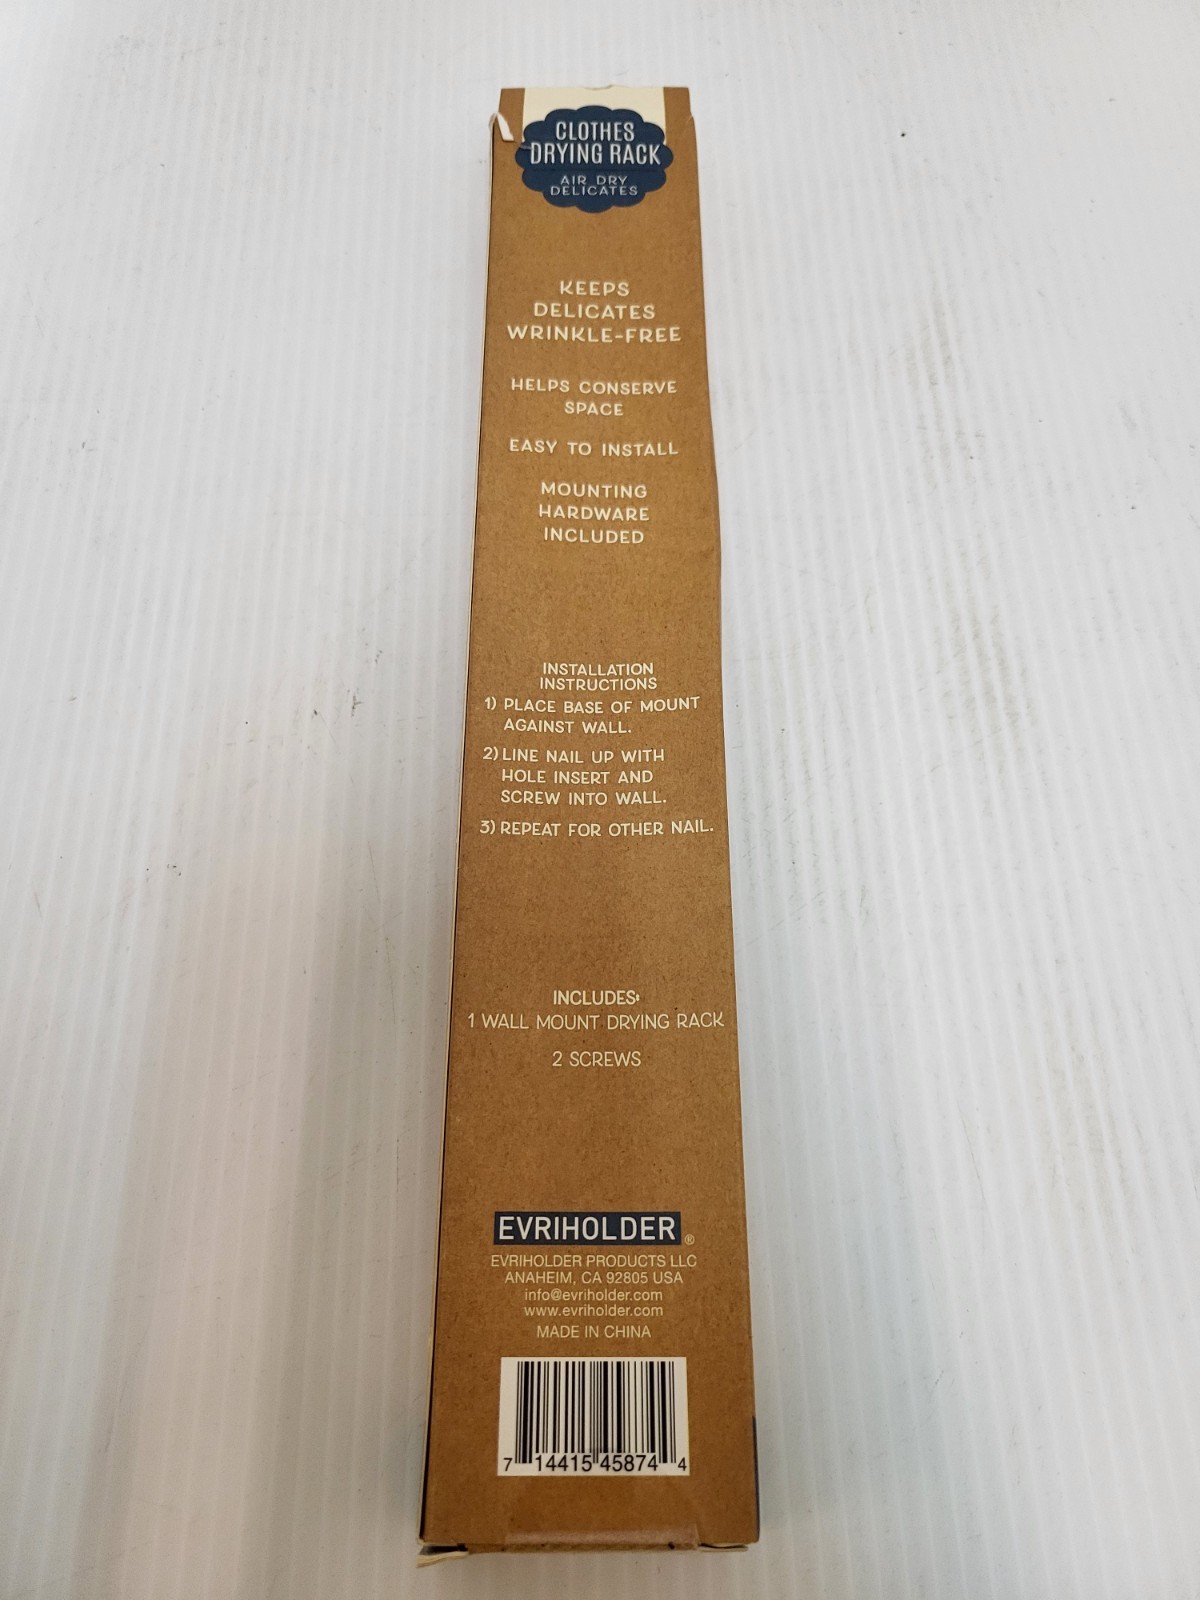 CLOTHES
DRYING RACK
AIR DRY
DELICATES
KEEPS
DELICATES
WRINKLE-FREE
HELPS CONSERVE
SPACE
EASY TO INSTALL
MOUNTING
HARDWARE
INCLUDED
INSTALLATION
INSTRUCTIONS
1) PLACE BASE OF MOUNT
AGAINST WALL.
2) LINE NAIL UP WITH
HOLE INSERT AND
SCREW INTO WALL.
3) REPEAT FOR OTHER NAIL.
INCLUDES:
1 WALL MOUNT DRYING RACK
2 SCREWS
EVRIHOLDER®
EVRIHOLDER PRODUCTS LLC
ANAHEIM, CA 92805 USA
info@evriholder.com
www.evriholder.com
MADE IN CHINA
7 14415 45874 4